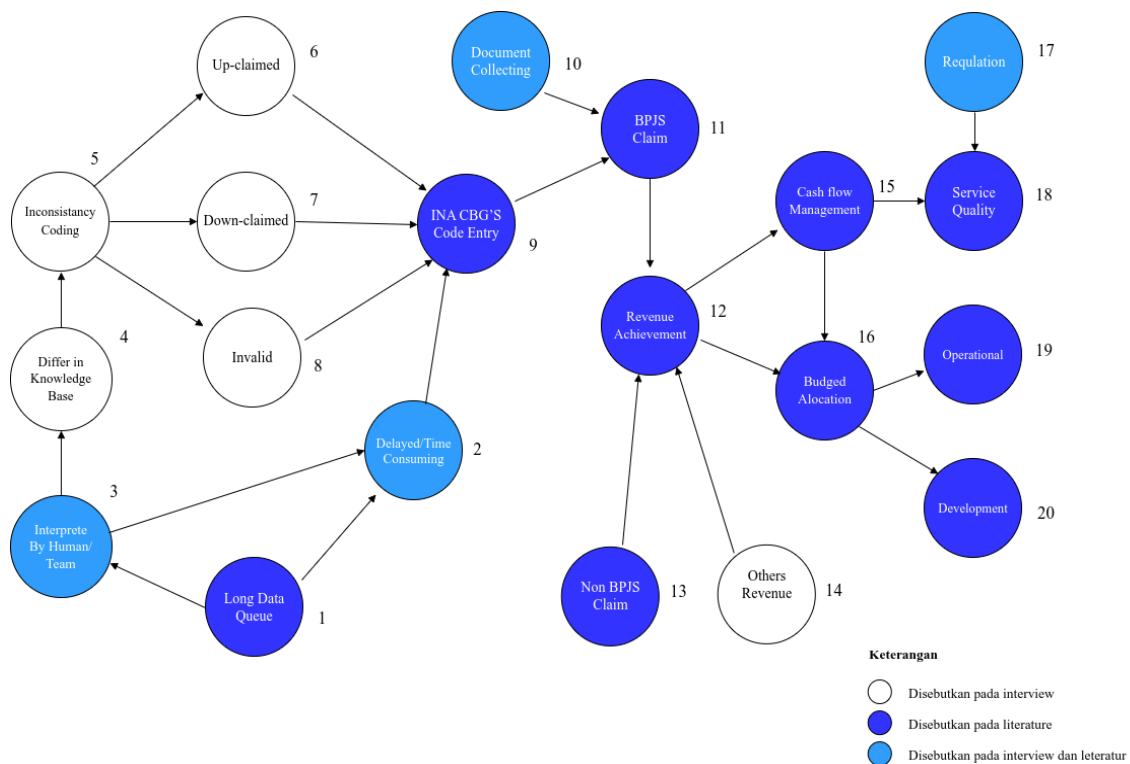 6
Up-claimed
Document
Collecting
10
Requlation
17
BPJS
Claim
11
5
Inconsistancy
Coding
7
Down-claimed
INA CBG'S
Code Entry
9
Cash flow
Management
15
Service
Quality
18
4
Differ in
Knowledge
Base
Invalid
8
Revenue
Achievement
12
16
Budged
Alocation
Operational
19
Delayed/Time
Consuming
2
3
Interprete
By Human/
Team
Long Data
Queue
1
Non BPJS
Claim
13
Others
Revenue
14
Development
20
Keterangan
Disebutkan pada interview
Disebutkan pada literature
Disebutkan pada interview dan leteratur